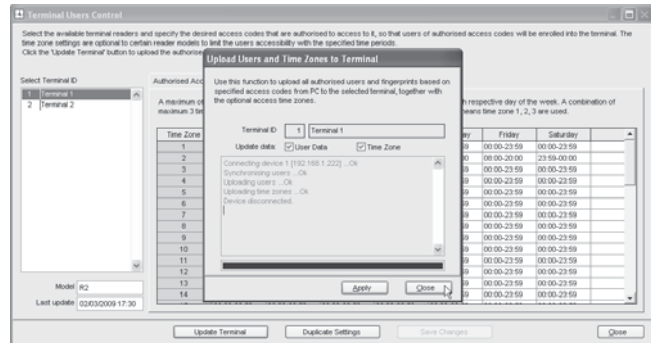 Terminal Users Control
Select the available terminal readers and specify the desired access codes that are authorised to access to it, so that users of authorised access codes will be enrolled into the terminal. The
time zone settings are optional to certain reader models to limit the users accessibility with the specified time periods.
Click the 'Update Terminal' button to upload the authorise
Upload Users and Time Zones to Terminal
Use this function to upload all authorised users and fingerprints based on
specified access codes from PC to the selected terminal, together with
the optional access time zones.
Terminal ID 1 Terminal 1
Update data: User Data Time Zone
Connecting device 1 [192.168.1.222] ...Ok
Synchronising users ...Ok
Uploading users ...Ok
Uploading time zones ...Ok
Device disconnected.
Apply Close
Select Terminal ID
1 Terminal 1
2 Terminal 2
Model R2
Last update 02/03/2009 17:30
Authorised Acc
A maximum of
maximum 3 tim
h respective day of the week. A combination of
means time zone 1, 2, 3 are used.
Time Zone ay Friday Saturday
1 59 00:00-23:59 00:00-23:59
2 00 08:00-20:00 23:59-00:00
3 59 00:00-23:59 00:00-23:59
4 59 00:00-23:59 00:00-23:59
5 59 00:00-23:59 00:00-23:59
6 59 00:00-23:59 00:00-23:59
7 59 00:00-23:59 00:00-23:59
8 59 00:00-23:59 00:00-23:59
9 59 00:00-23:59 00:00-23:59
10 59 00:00-23:59 00:00-23:59
11 59 00:00-23:59 00:00-23:59
12 59 00:00-23:59 00:00-23:59
13 59 00:00-23:59 00:00-23:59
14 59 00:00-23:59 00:00-23:59
Update Terminal Duplicate Settings Save Changes Close